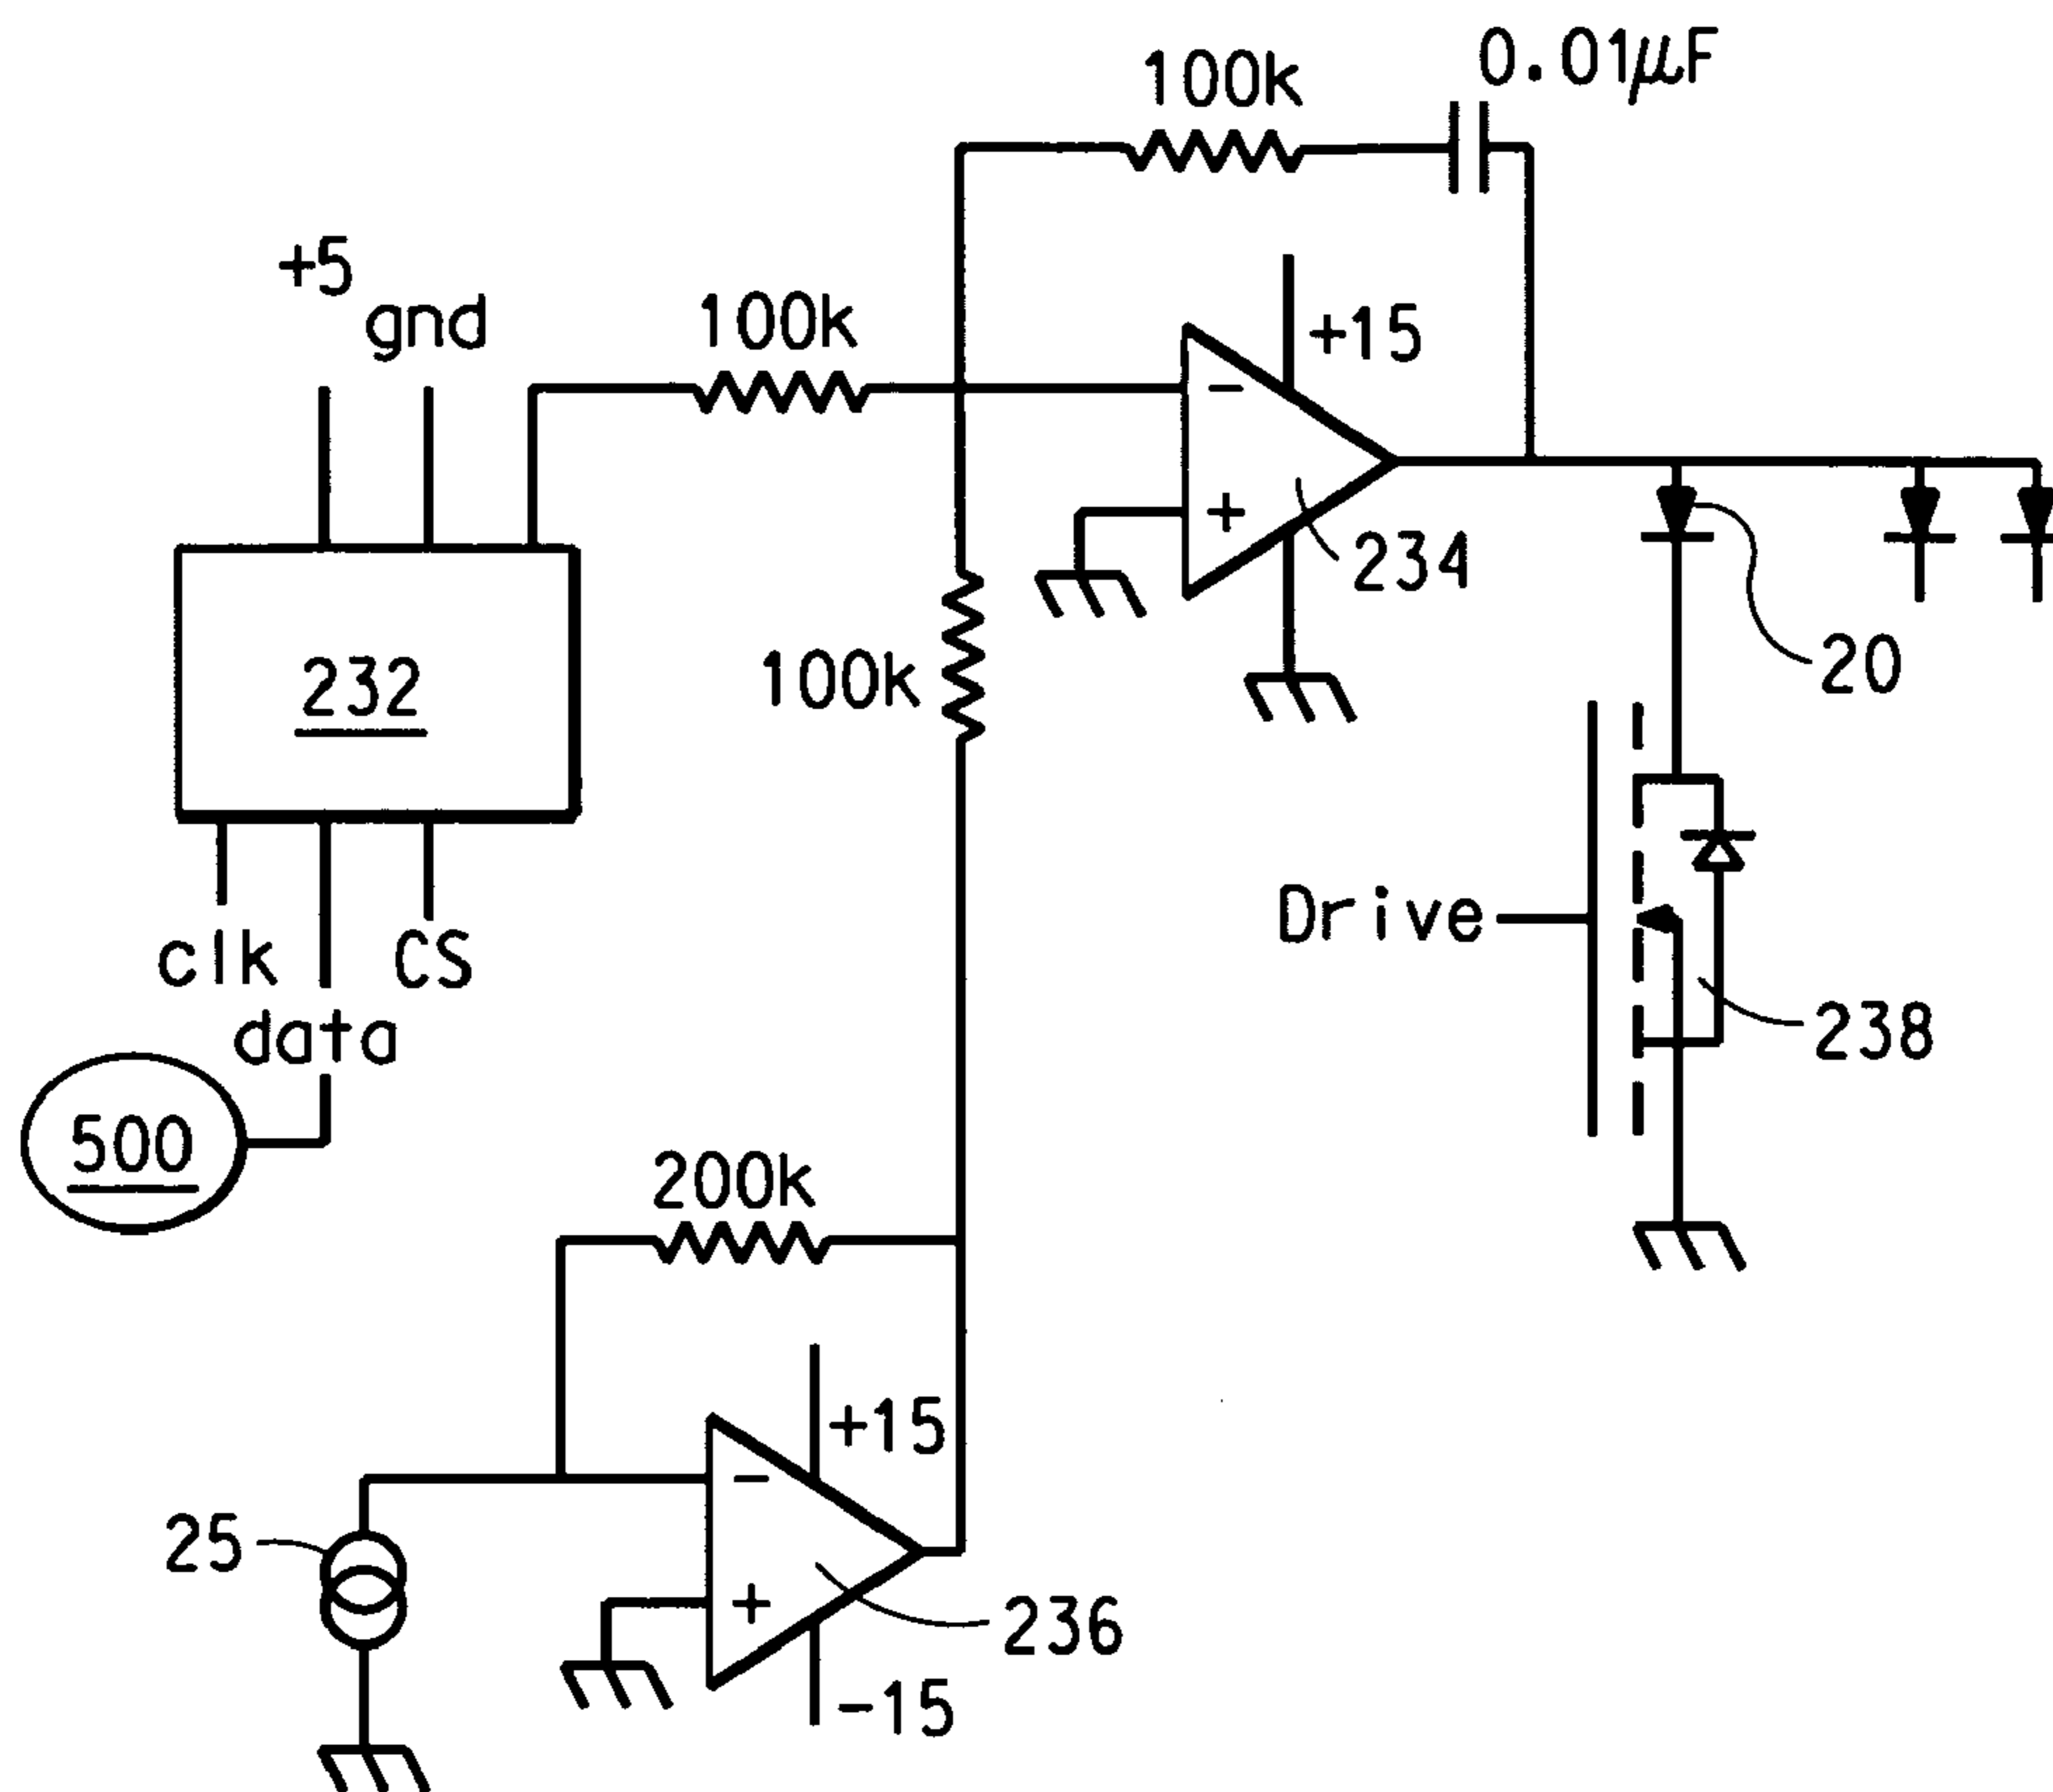 100k
0.01µF
+5
gnd
100k
+15
-
+
234
20
232
100k
clk
CS
data
Drive
238
500
200k
+15
-
25
+
236
-15